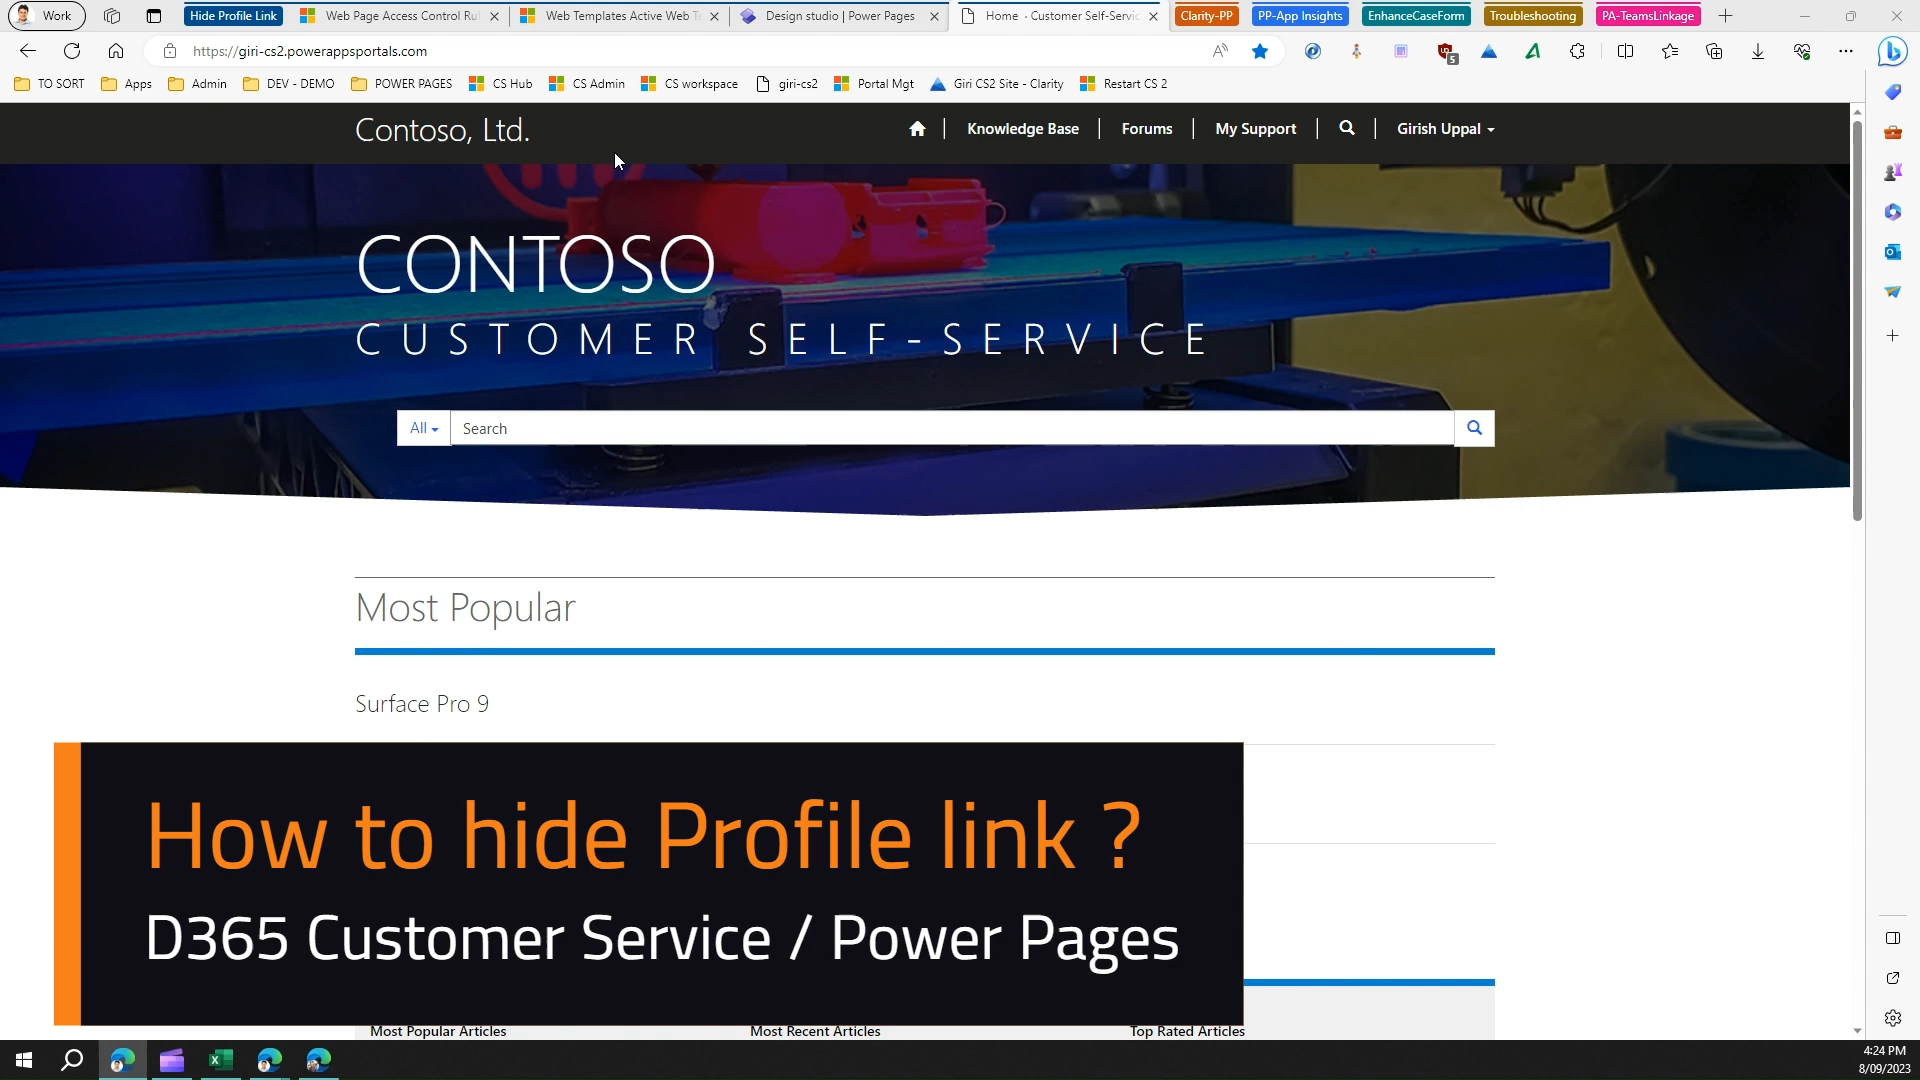 Work
Hide Profile Link
Web Page Access Control Ru
Web Templates Active Web T
Design studio | Power Pages
Home · Customer Self-Servic
Clarity-PP
PP-App Insights
EnhanceCaseForm
Troubleshooting
PA-TeamsLinkage
https://giri-cs2.powerappsportals.com
5
TO SORT
Apps
Admin
DEV - DEMO
POWER PAGES
CS Hub
CS Admin
CS workspace
giri-cs2
Portal Mgt
Giri CS2 Site - Clarity
Restart CS 2
Contoso, Ltd.
Knowledge Base
Forums
My Support
Girish Uppal
CONTOSO
CUSTOMER SELF-SERVICE
All
Search
Most Popular
Surface Pro 9
How to hide Profile link ?
D365 Customer Service / Power Pages
Most Popular Articles
Most Recent Articles
Top Rated Articles
4:24 PM
8/09/2023